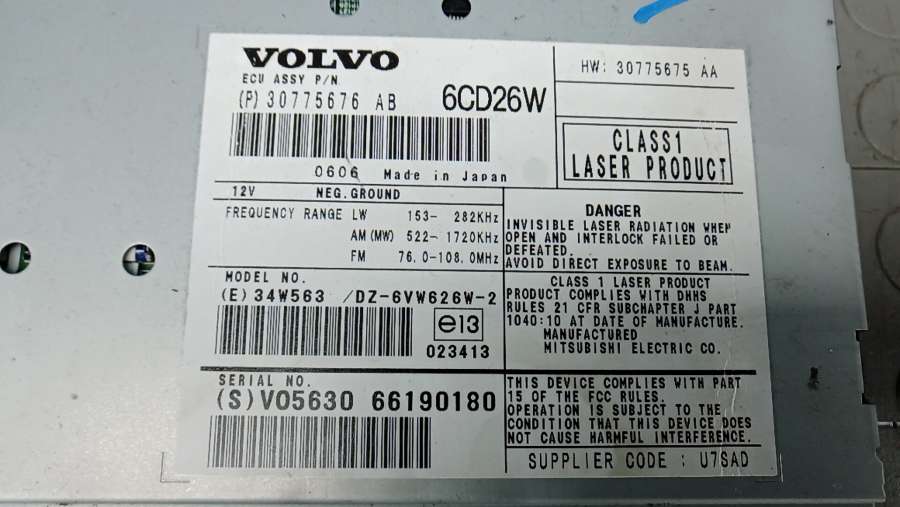 VOLVO
ECU ASSY P/N
(P) 30775676 AB
6CD26W
HW: 30775675 AA
CLASS1
LASER PRODUCT
0606 Made in Japan
12V NEG.GROUND
FREQUENCY RANGE LW 153- 282KHz
AM (MW) 522-1720KHz
FM 76.0-108.0MHz
DANGER
INVISIBLE LASER RADIATION WHEN
OPEN AND INTERLOCK FAILED OR
DEFEATED.
AVOID DIRECT EXPOSURE TO BEAM.
MODEL NO.
(E) 34W563 /DZ-6VW626W-2
e13
023413
CLASS 1 LASER PRODUCT
PRODUCT COMPLIES WITH DHHS
RULES 21 CFR SUBCHAPTER J PART
1040:10 AT DATE OF MANUFACTURE.
MANUFACTURED
MITSUBISHI ELECTRIC CO.
SERIAL NO.
(S) VO5630 66190180
THIS DEVICE COMPLIES WITH PART
15 OF THE FCC RULES.
OPERATION IS SUBJECT TO THE
CONDITION THAT THIS DEVICE DOES
NOT CAUSE HARMFUL INTERFERENCE.
SUPPLIER CODE : U7SAD